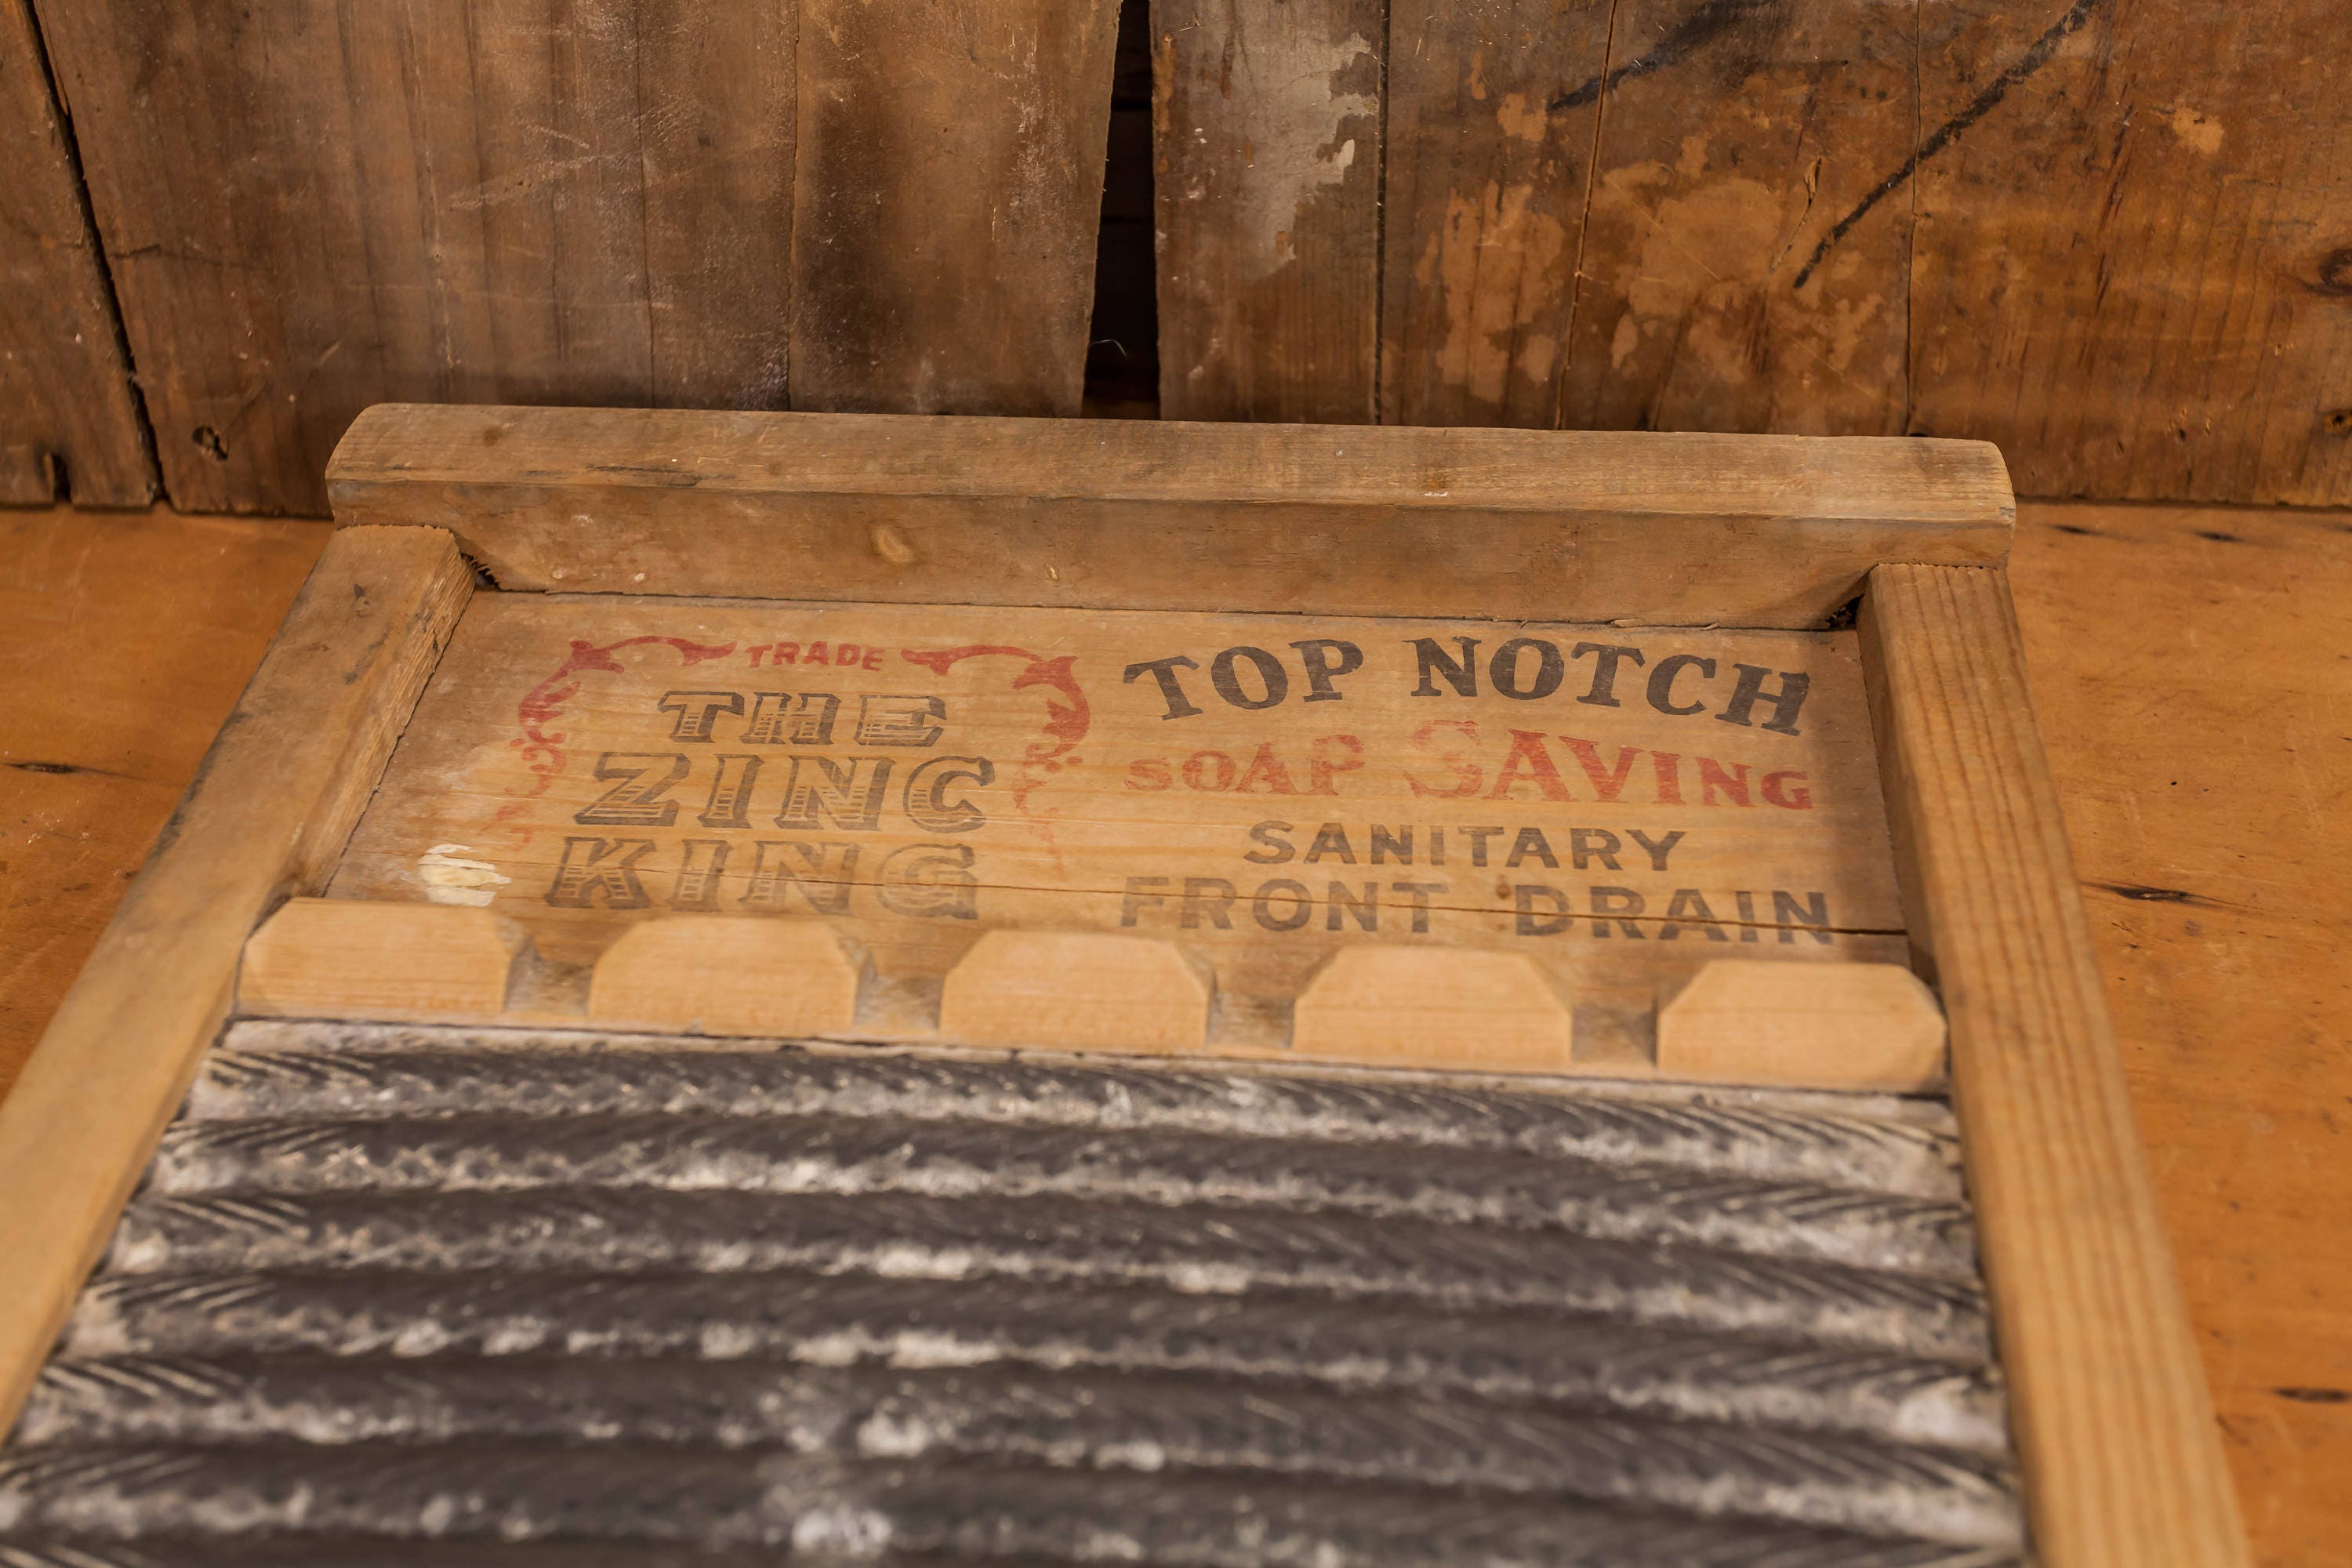 TRADE
THE
ZINC
KING
TOP NOTCH
SOAP SAVING
SANITARY
FRONT DRAIN